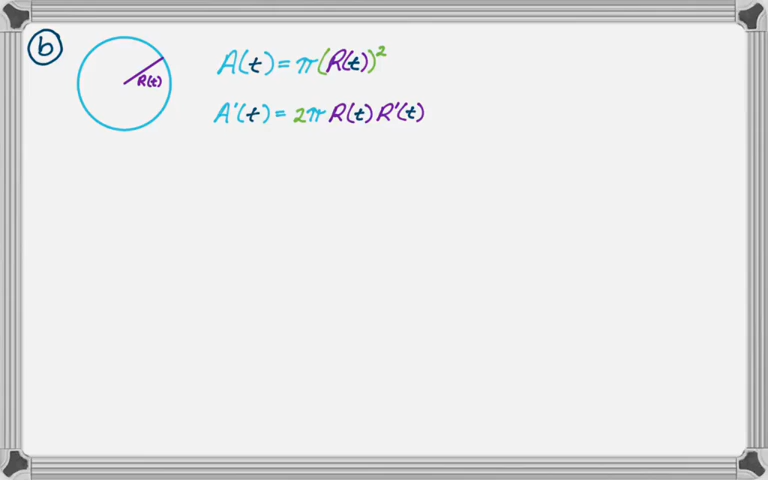 b
R(t)
A(t) = π(R(t))²
A'(t) = 2π R(t) R'(t)